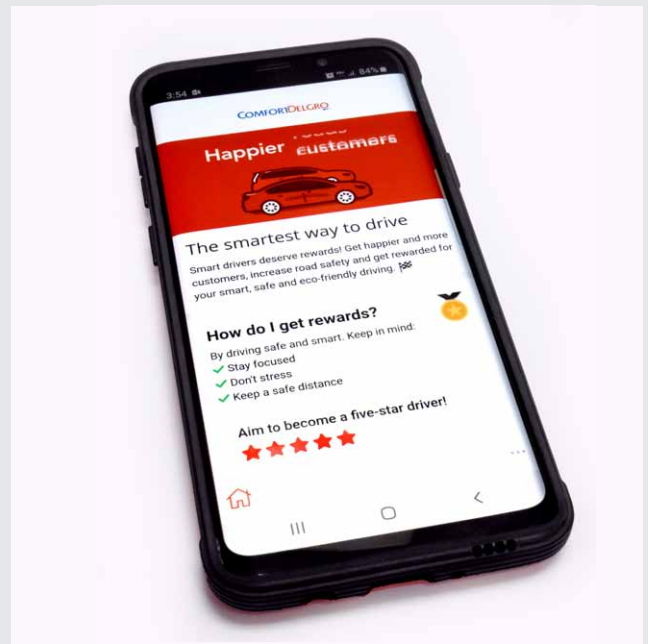 3:54
84%
COMFORTDELGRO
Happier customers
The smartest way to drive
Smart drivers deserve rewards! Get happier and more
customers, increase road safety and get rewarded for
your smart, safe and eco-friendly driving.
How do I get rewards?
By driving safe and smart. Keep in mind:
Stay focused
Don't stress
Keep a safe distance
Aim to become a five-star driver!